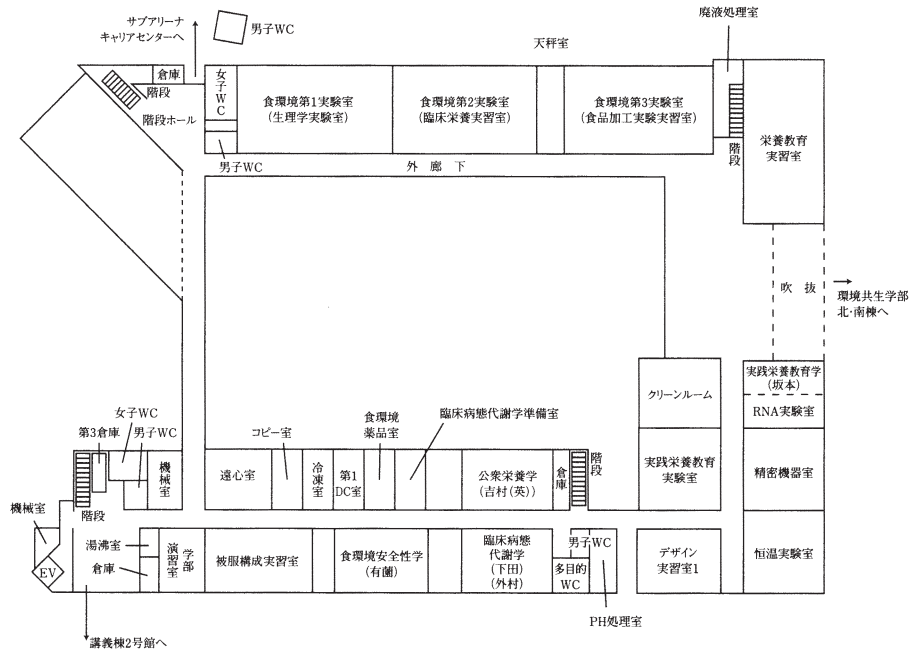 サブアリーナ
キャリアセンターへ
男子WC
天秤室
廃液処理室
倉庫
階段
階段ホール
女子WC
男子WC
食環境第1実験室
(生理学実験室)
食環境第2実験室
(臨床栄養実習室)
食環境第3実験室
(食品加工実験実習室)
階段
栄養教育
実習室
外廊下
吹抜
環境共生学部
北・南棟へ
実践栄養教育学
(坂本)
RNA実験室
クリーンルーム
実践栄養教育
実験室
精密機器室
恒温実験室
女子WC
第3倉庫
男子WC
機械室
コピー室
食環境
薬品室
臨床病態代謝学準備室
遠心室
冷凍室
第1
DC室
公衆栄養学
(吉村(英))
倉庫
階段
機械室
階段
湯沸室
倉庫
EV
学部
演習室
被服構成実習室
食環境安全性学
(有薗)
臨床病態
代謝学
(下田)
(外村)
男子WC
多目的
WC
PH処理室
デザイン
実習室1
講義棟2号館へ